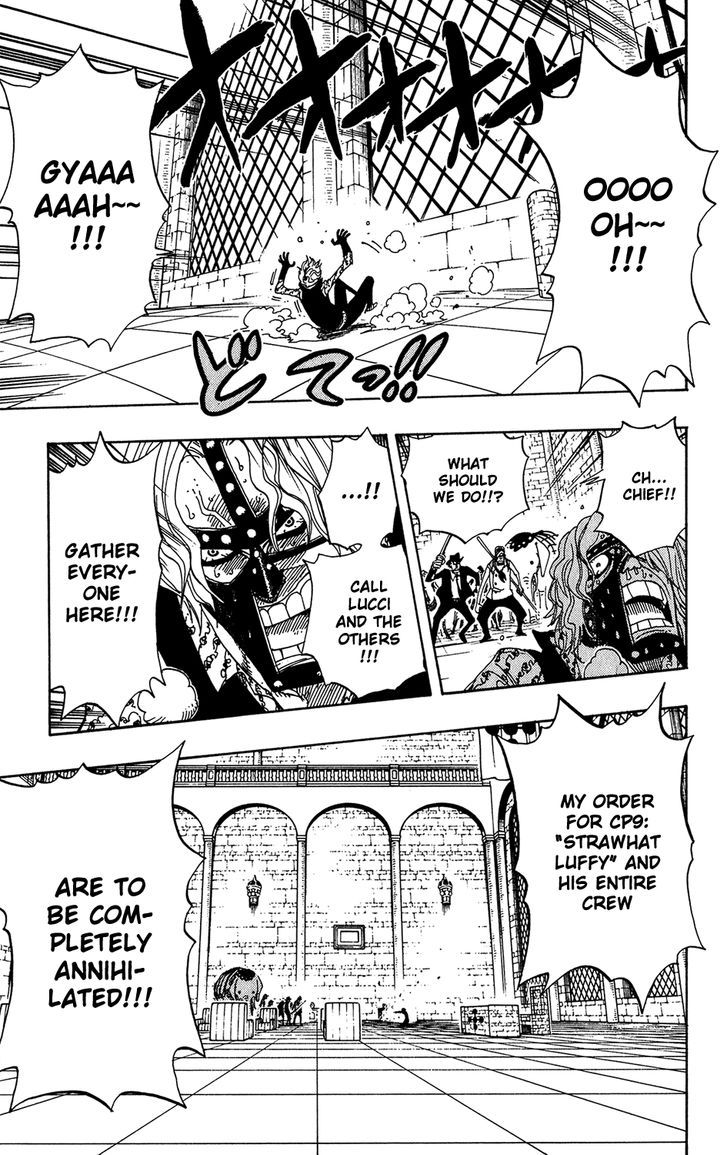 OOOO
OH~~
!!!
GYAAA
AAAH~~
!!!
ドてっ!!
CH...
CHIEF!!
WHAT
SHOULD
WE DO!!?
...!!
CALL
LUCCI
AND THE
OTHERS
!!!
GATHER
EVERY-
ONE
HERE!!!
MY ORDER
FOR CP9:
"STRAWHAT
LUFFY" AND
HIS ENTIRE
CREW
ARE TO
BE COM-
PLETELY
ANNIHI-
LATED!!!